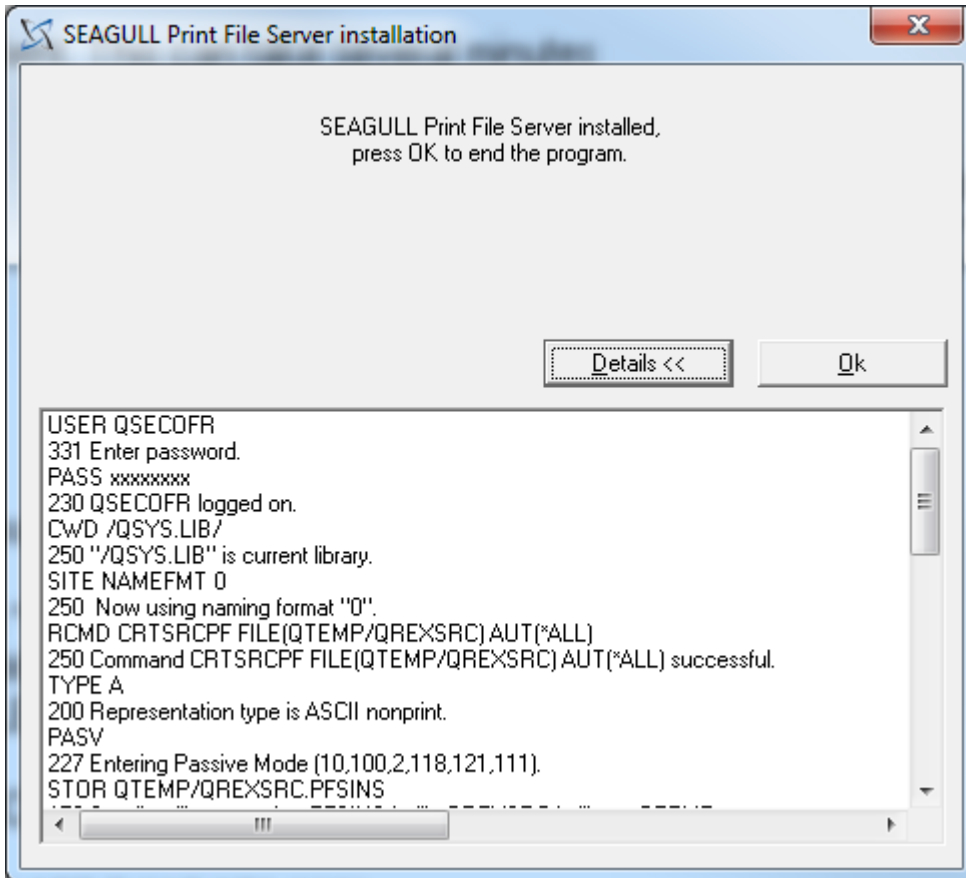 SEAGULL Print File Server installation
SEAGULL Print File Server installed,
press OK to end the program.
Details <<
Ok
USER QSECOFR
331 Enter password.
PASS xxxxxxxx
230 QSECOFR logged on.
CWD /QSYS.LIB/
250 "/QSYS.LIB" is current library.
SITE NAMEFMT 0
250  Now using naming format "0".
RCMD CRTSRCPF FILE(QTEMP/QREXSRC) AUT(*ALL)
250 Command CRTSRCPF FILE(QTEMP/QREXSRC) AUT(*ALL) successful.
TYPE A
200 Representation type is ASCII nonprint.
PASV
227 Entering Passive Mode (10,100,2,118,121,111).
STOR QTEMP/QREXSRC.PFSINS